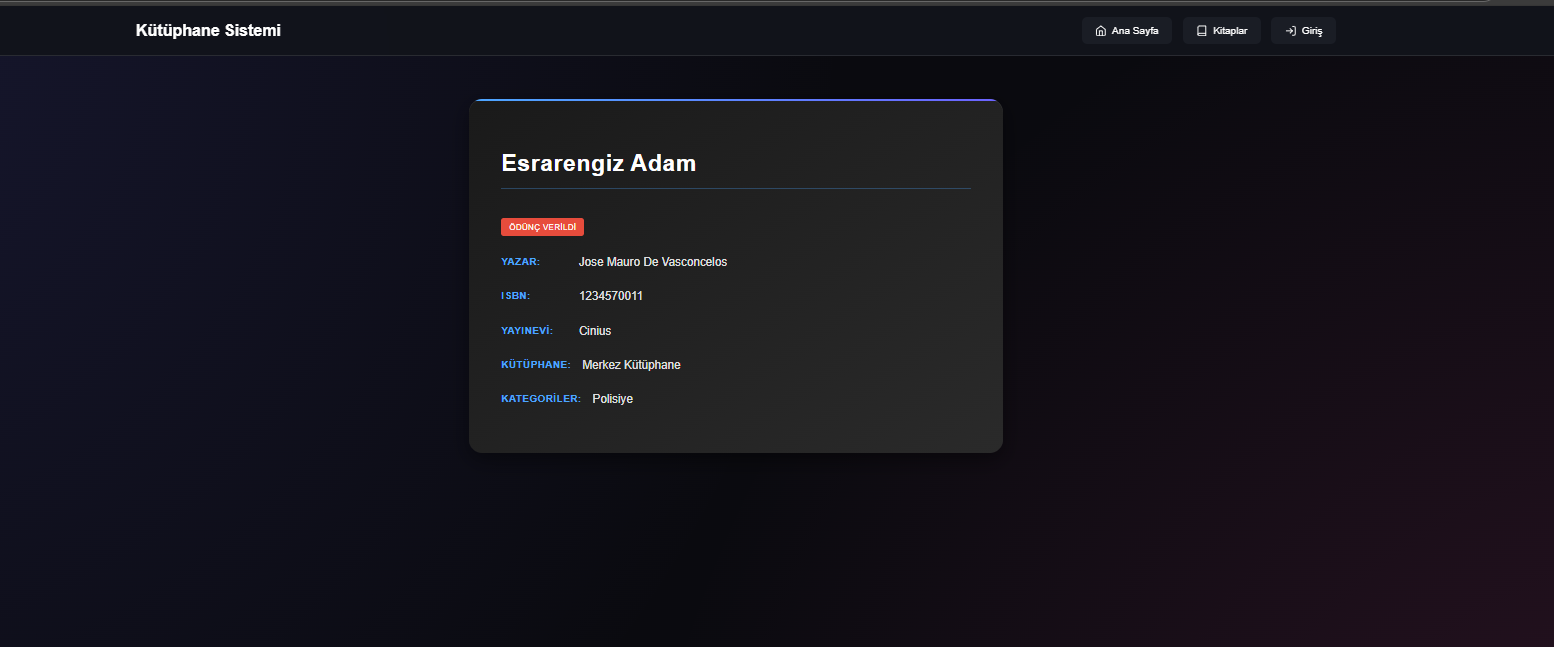 Kütüphane Sistemi
Ana Sayfa
Kitaplar
Giriş
Esrarengiz Adam
ÖDÜNÇ VERİLDİ
YAZAR: Jose Mauro De Vasconcelos
ISBN: 1234570011
YAYINEVİ: Cinius
KÜTÜPHANE: Merkez Kütüphane
KATEGORİLER: Polisiye